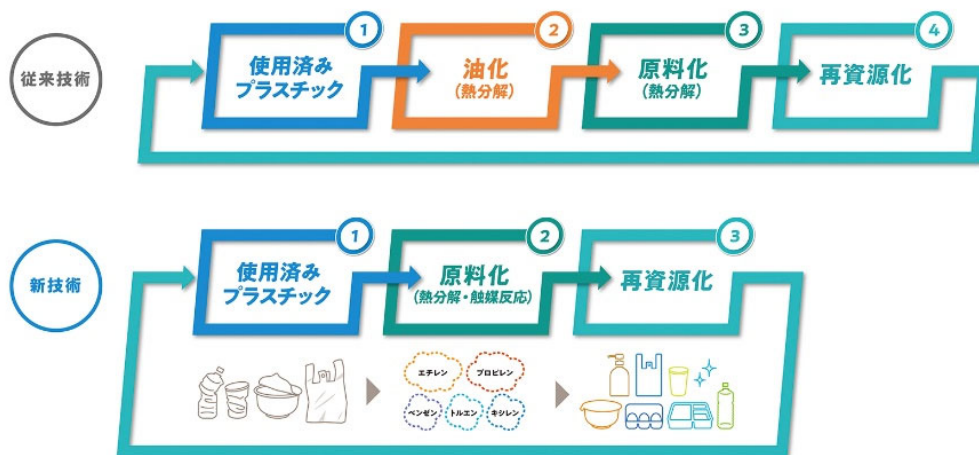 従来技術
1
使用済み
プラスチック
2
油化
(熱分解)
3
原料化
(熱分解)
4
再資源化
新技術
1
使用済み
プラスチック
2
原料化
(熱分解・触媒反応)
3
再資源化
エチレン
プロピレン
ベンゼン
トルエン
キシレン